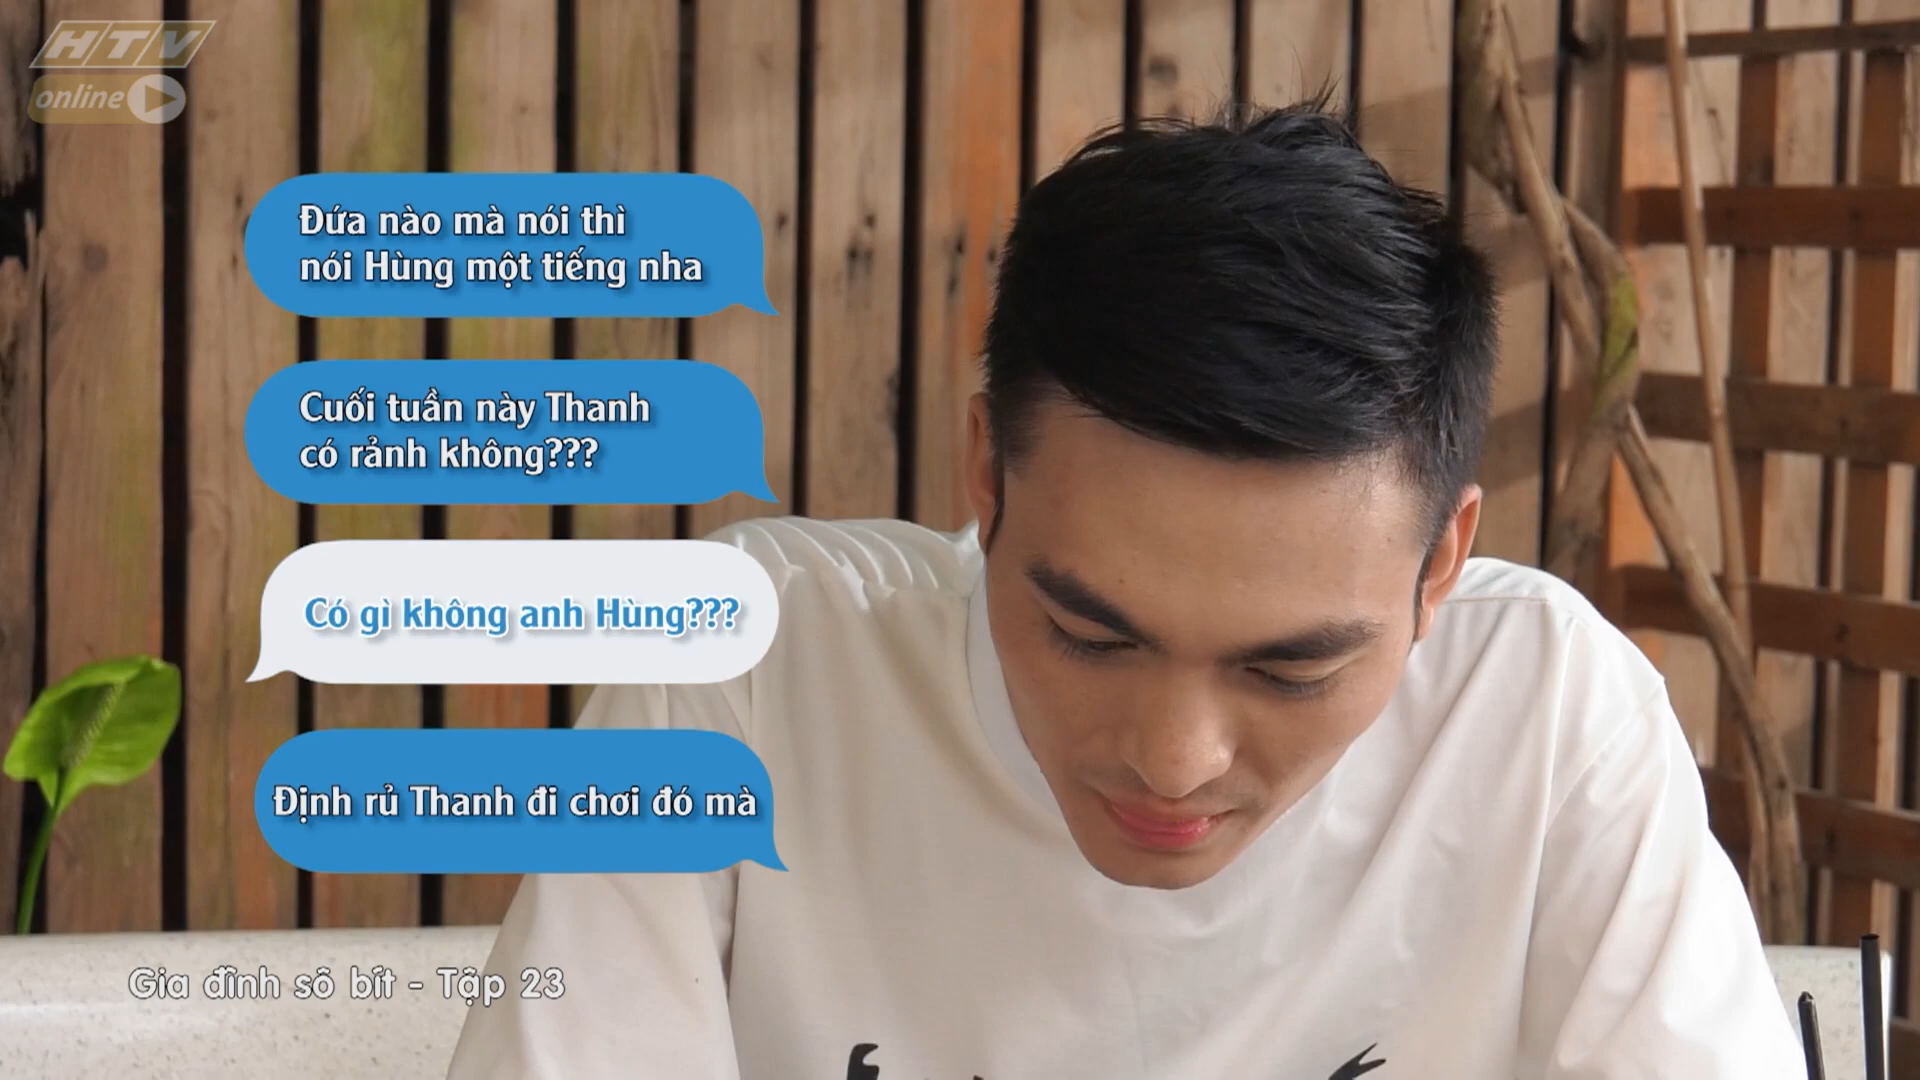 HTV
online
Đứa nào mà nói thì
nói Hùng một tiếng nha
Cuối tuần này Thanh
có rảnh không???
Có gì không anh Hùng???
Định rủ Thanh đi chơi đó mà
Gia đình sô bít - Tập 23